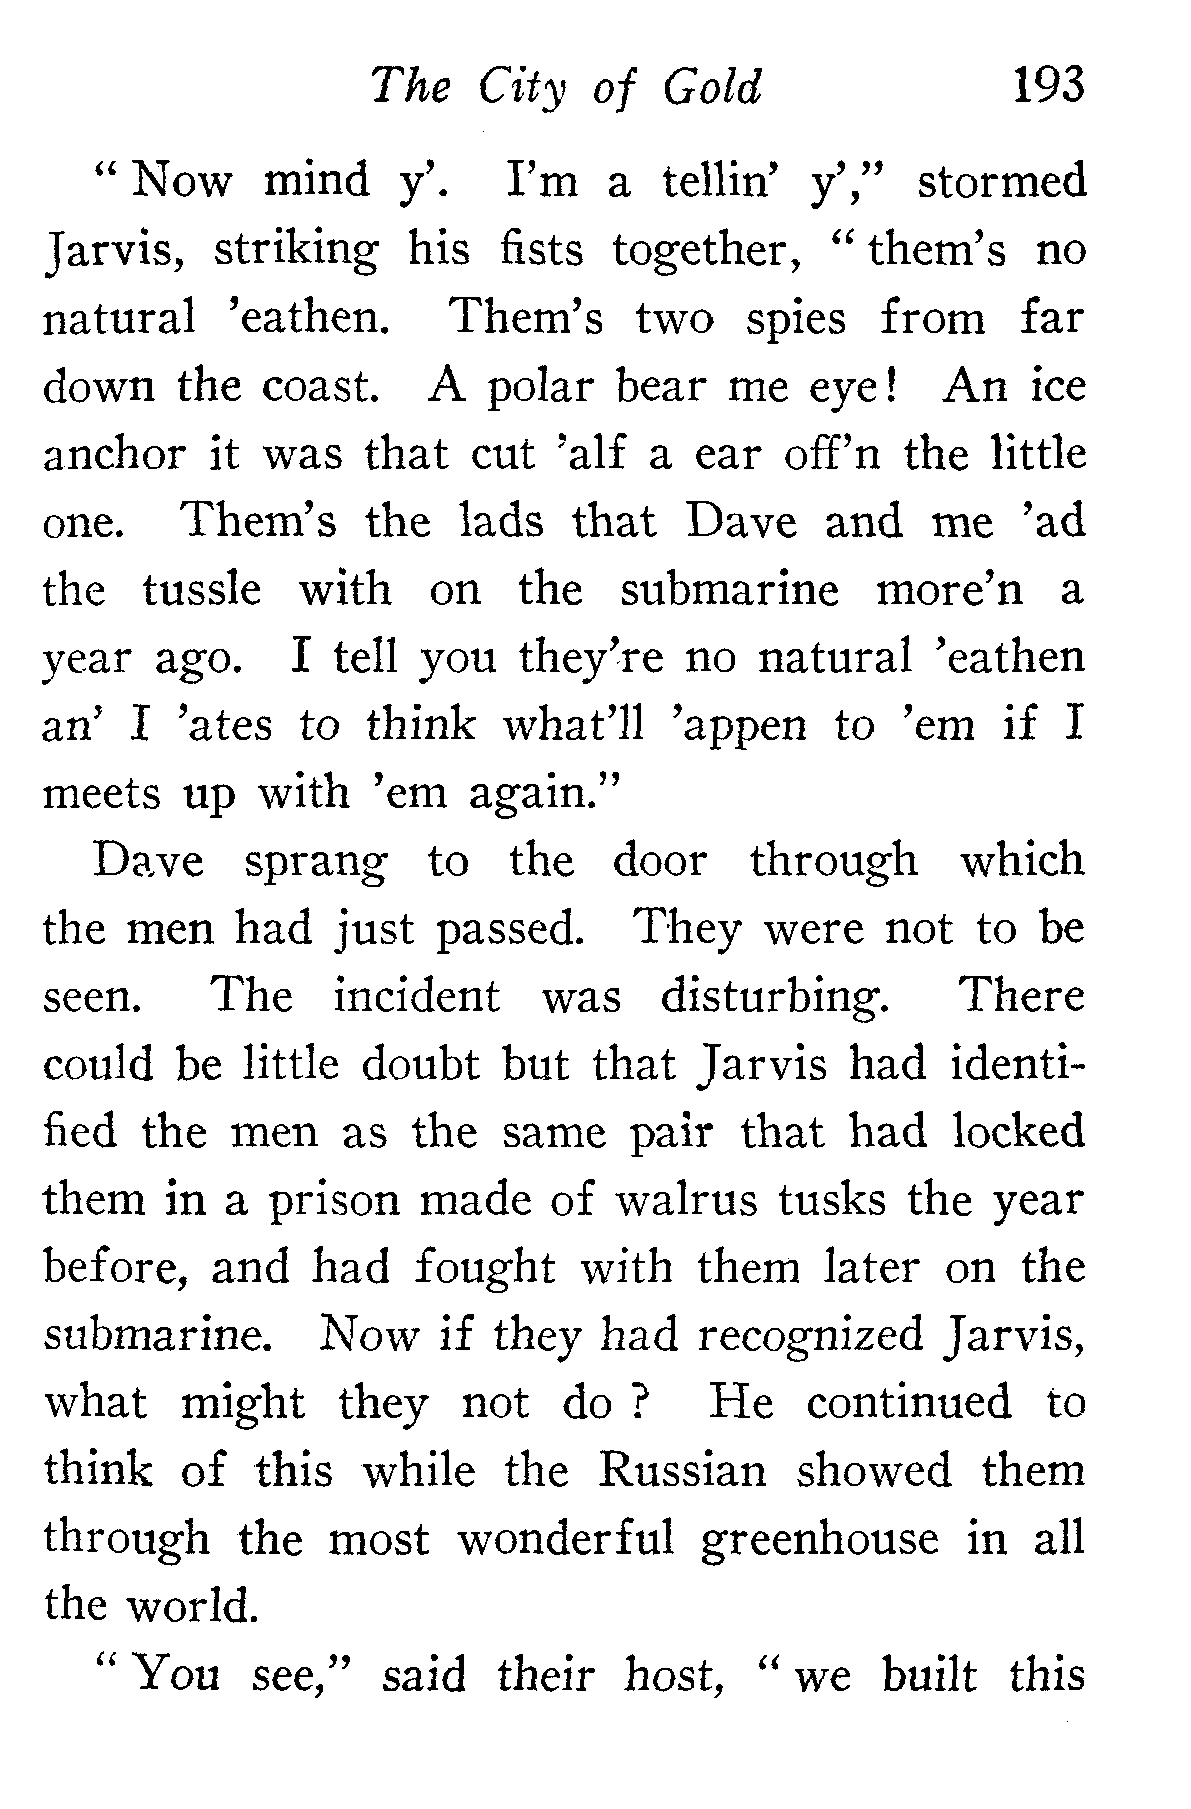 The City of Gold 193
“ Now mind y’. I’m a tellin’ y’,” stormed
Jarvis, striking his fists together, “ them’s no
natural ’eathen. Them’s two spies from far
down the coast. A polar bear me eye! An ice
anchor it was that cut ’alf a ear off’n the little
one. Them’s the lads that Dave and me ’ad
the tussle with on the submarine more’n a
year ago. I tell you they’re no natural ’eathen
an’ I ’ates to think what’ll ’appen to ’em if I
meets up with ’em again.”
Dave sprang to the door through which
the men had just passed. They were not to be
seen. The incident was disturbing. There
could be little doubt but that Jarvis had identi-
fied the men as the same pair that had locked
them in a prison made of walrus tusks the year
before, and had fought with them later on the
submarine. Now if they had recognized Jarvis,
what might they not do ? He continued to
think of this while the Russian showed them
through the most wonderful greenhouse in all
the world.
“ You see,” said their host, “ we built this